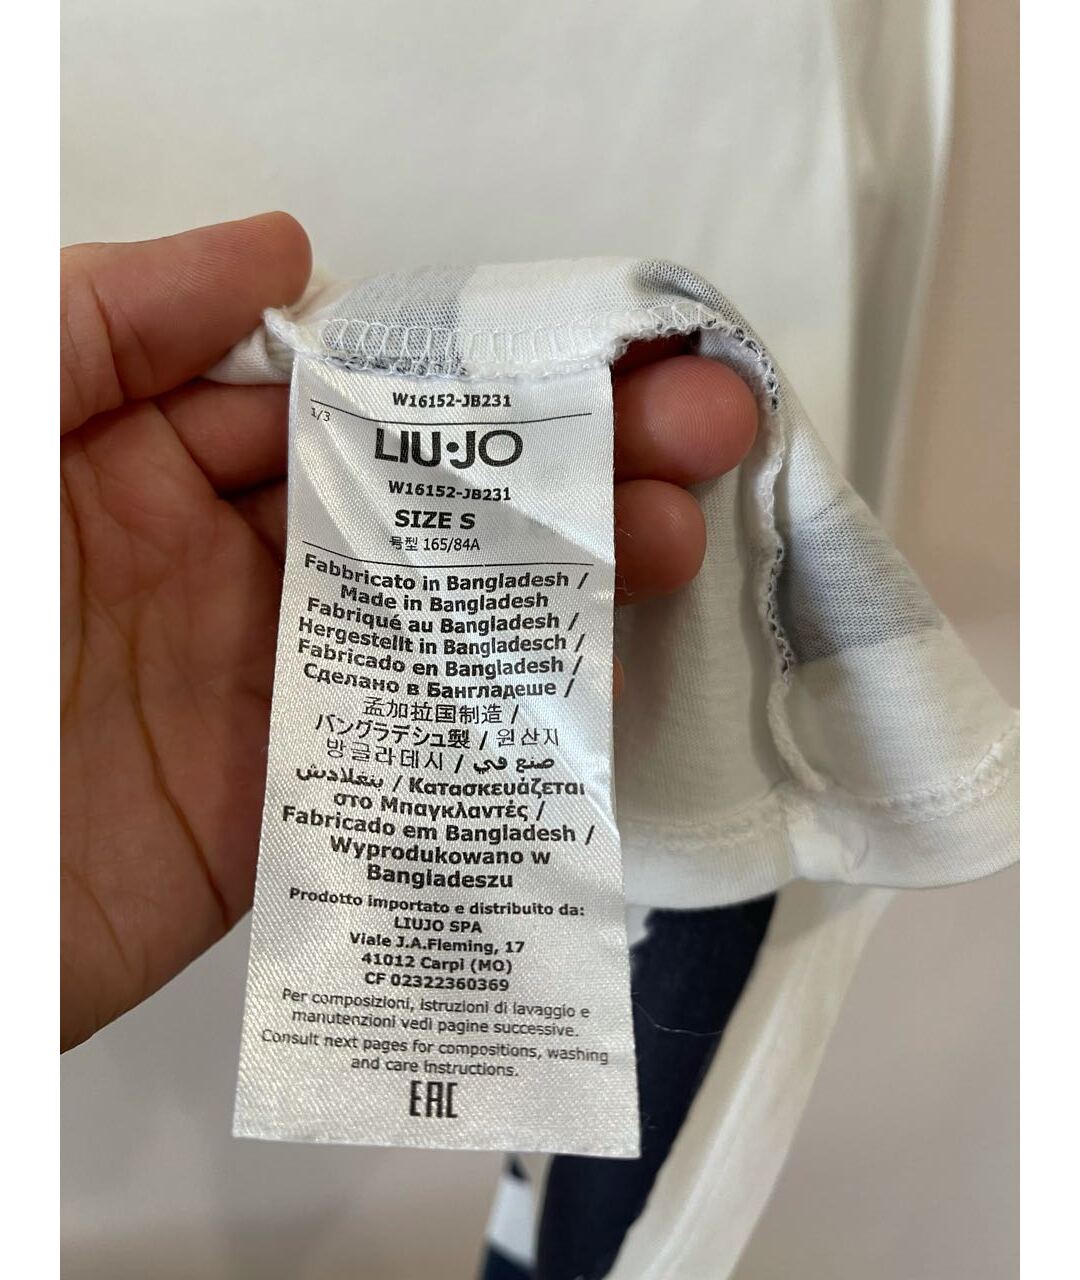 W16152-JB231
1/3
LIU·JO
W16152-JB231
SIZE S
号型 165/84A
Fabbricato in Bangladesh /
Made in Bangladesh
Fabriqué au Bangladesh /
Hergestellt in Bangladesch /
Fabricado en Bangladesh /
Сделано в Бангладеше /
孟加拉国制造 /
バングラデシュ製 / 원산지
방글라데시 / صنع في
بنغلادش / Κατασκευάζεται
στο Μπαγκλαντές /
Fabricado em Bangladesh /
Wyprodukowano w
Bangladeszu
Prodotto importato e distribuito da:
LIUJO SPA
Viale J.A.Fleming, 17
41012 Carpi (MO)
CF 02322360369
Per composizioni, istruzioni di lavaggio e
manutenzioni vedi pagine successive.
Consult next pages for compositions, washing
and care instructions.
EAC